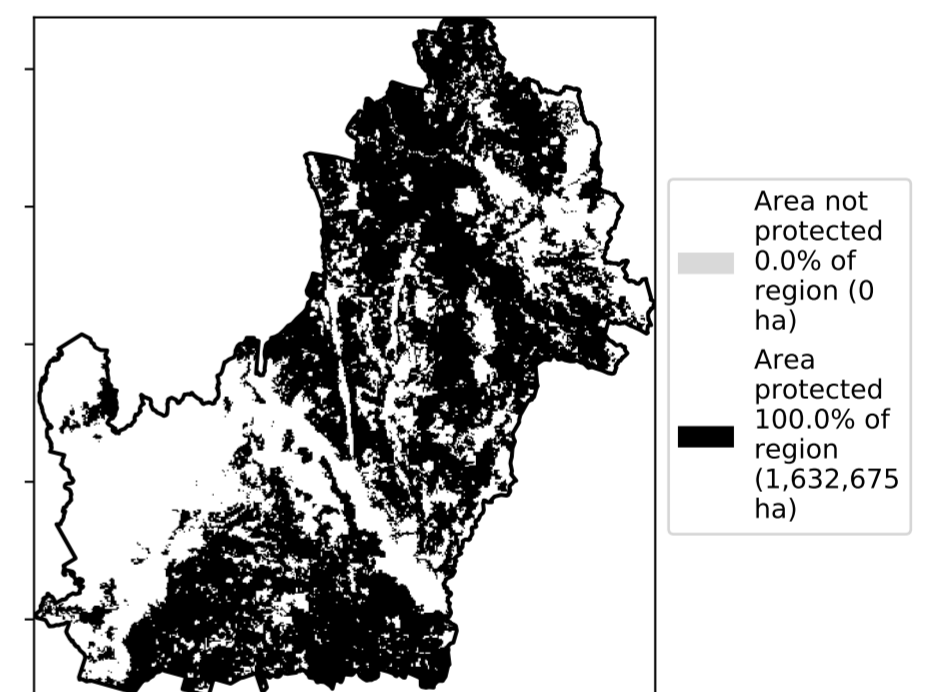 Area not
protected
0.0% of
region (0
ha)
Area
protected
100.0% of
region
(1,632,675
ha)